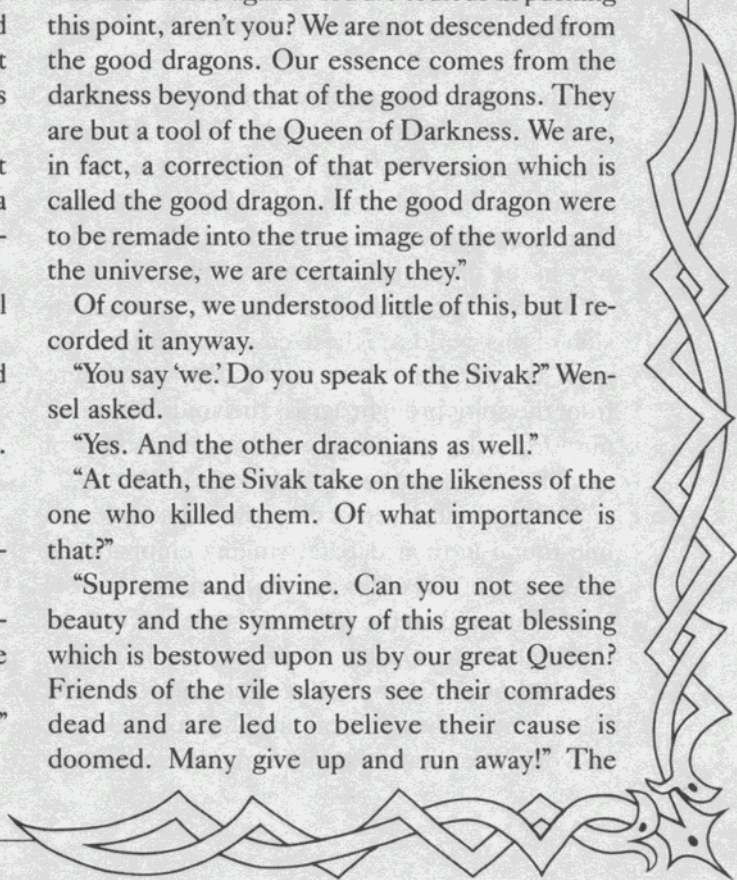 this point, aren’t you? We are not descended from
the good dragons. Our essence comes from the
darkness beyond that of the good dragons. They
are but a tool of the Queen of Darkness. We are,
in fact, a correction of that perversion which is
called the good dragon. If the good dragon were
to be remade into the true image of the world and
the universe, we are certainly they.”
Of course, we understood little of this, but I re-
corded it anyway.
“You say ‘we.’ Do you speak of the Sivak?” Wen-
sel asked.
“Yes. And the other draconians as well.”
“At death, the Sivak take on the likeness of the
one who killed them. Of what importance is
that?”
“Supreme and divine. Can you not see the
beauty and the symmetry of this great blessing
which is bestowed upon us by our great Queen?
Friends of the vile slayers see their comrades
dead and are led to believe their cause is
doomed. Many give up and run away!” The